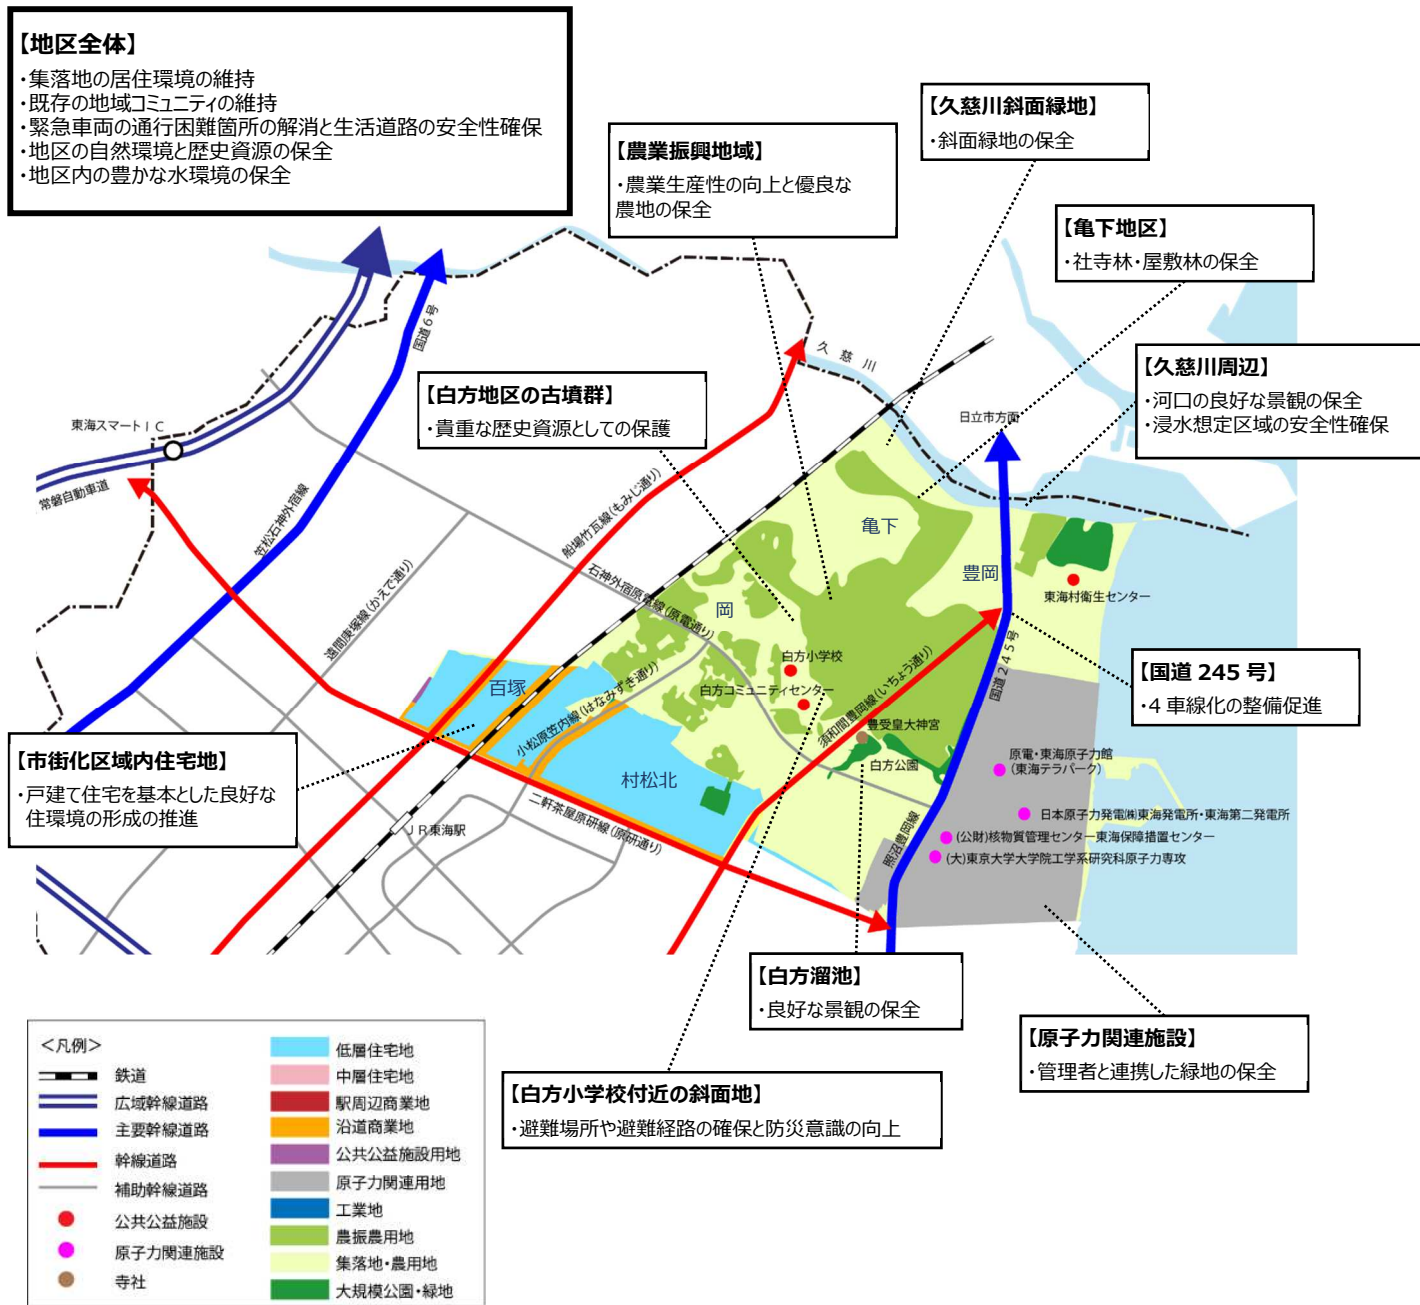 【地区全体】
・集落地の居住環境の維持
・既存の地域コミュニティの維持
・緊急車両の通行困難箇所の解消と生活道路の安全性確保
・地区の自然環境と歴史資源の保全
・地区内の豊かな水環境の保全
【久慈川斜面緑地】
・斜面緑地の保全
【農業振興地域】
・農業生産性の向上と優良な
農地の保全
【亀下地区】
・社寺林・屋敷林の保全
【久慈川周辺】
・河口の良好な景観の保全
・浸水想定区域の安全性確保
【白方地区の古墳群】
・貴重な歴史資源としての保護
国道6号
久慈川
日立市方面
東海スマートIC
常磐自動車道
笠松石神外宿線
船場竹瓦線(もみじ通り)
石神外宿原電線(原電通り)
遠間庚塚線(かえで通り)
亀下
豊岡
岡
東海村衛生センター
白方小学校
白方コミュニティセンター
須和間豊岡線(いちょう通り)
国道245号
【国道 245 号】
・4 車線化の整備促進
百塚
小松原笠内線(はなみずき通り)
豊受皇大神宮
白方公園
村松北
【市街化区域内住宅地】
・戸建て住宅を基本とした良好な
住環境の形成の推進
JR東海駅
二軒茶屋原研線(原研通り)
照沼豊岡線
原電・東海原子力館
(東海テラパーク)
日本原子力発電㈱東海発電所・東海第二発電所
(公財)核物質管理センター東海保障措置センター
(大)東京大学大学院工学系研究科原子力専攻
【白方溜池】
・良好な景観の保全
【原子力関連施設】
・管理者と連携した緑地の保全
【白方小学校付近の斜面地】
・避難場所や避難経路の確保と防災意識の向上
＜凡例＞
鉄道
広域幹線道路
主要幹線道路
幹線道路
補助幹線道路
公共公益施設
原子力関連施設
寺社
低層住宅地
中層住宅地
駅周辺商業地
沿道商業地
公共公益施設用地
原子力関連用地
工業地
農振農用地
集落地・農用地
大規模公園・緑地